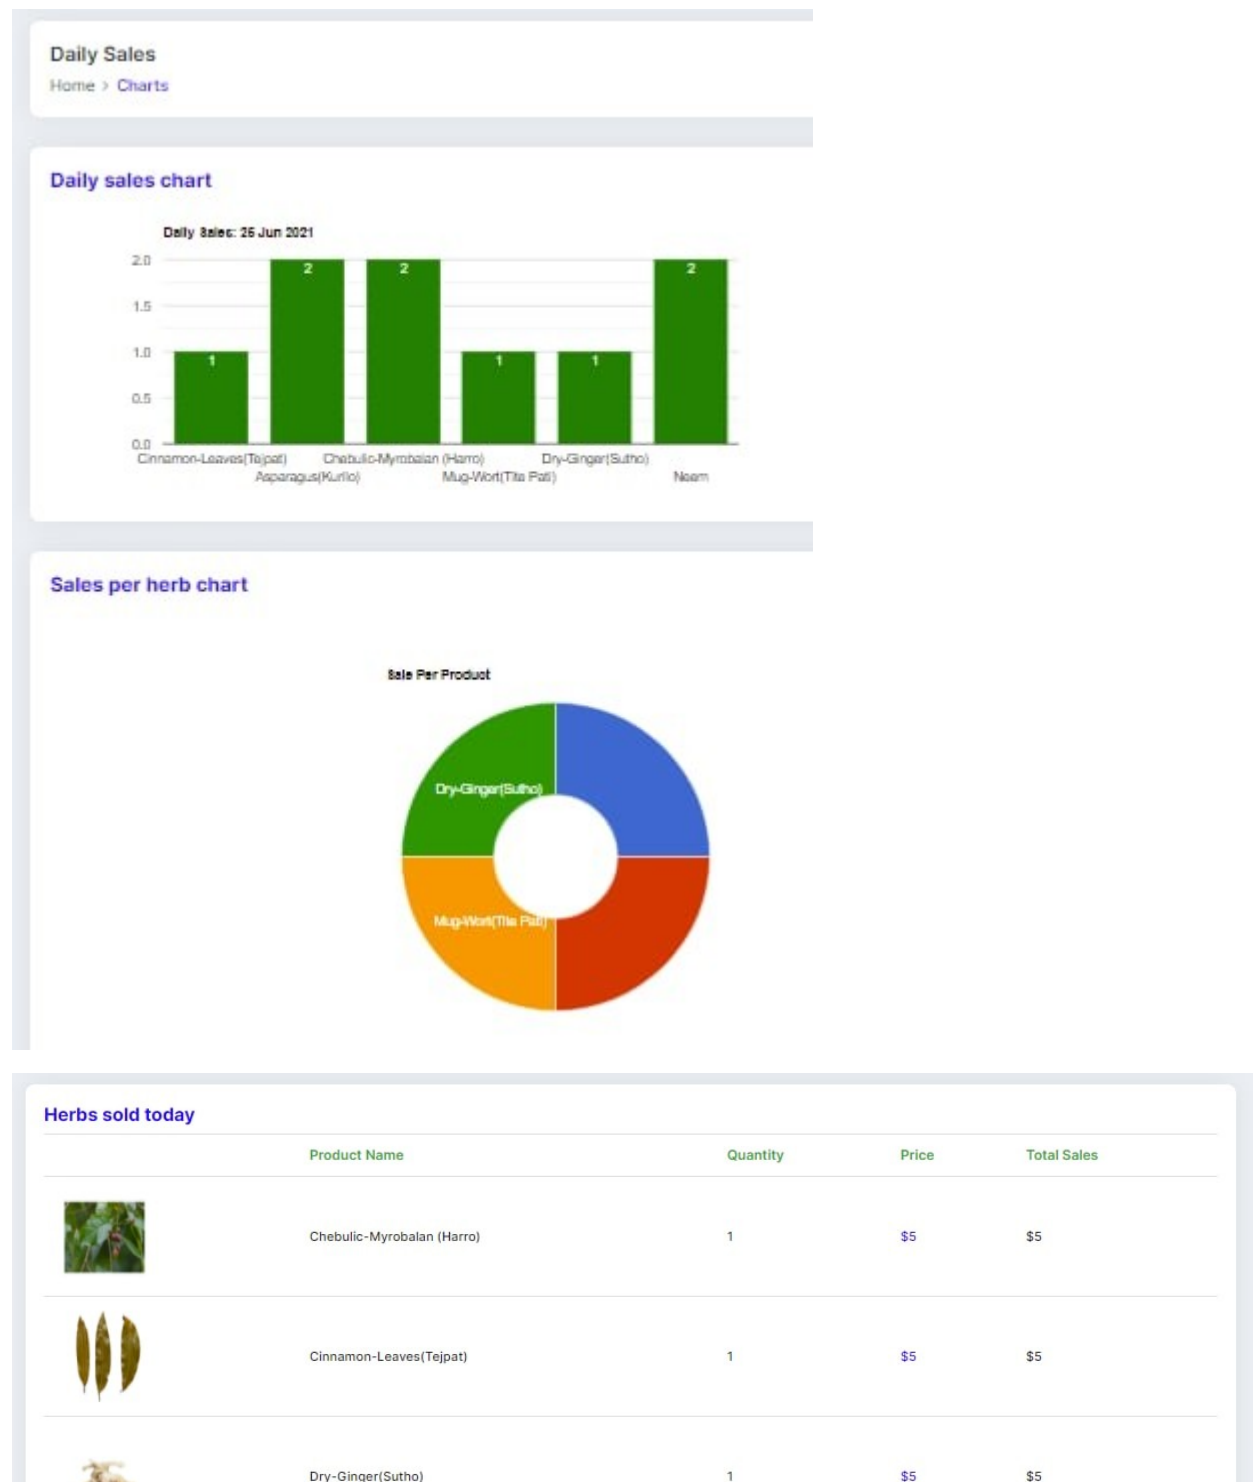 Daily Sales
Home > Charts
Daily sales chart
Daily Sales: 25 Jun 2021
2.0
2
2
2
1.5
1.0
1
1
1
0.5
0.0
Cinnamon-Leaves(Tejpat)
Chebulic-Myrobalan (Harro)
Dry-Ginger(Sutho)
Asparagus(Kurilo)
Mug-Wort(Tite Pati)
Neem
Sales per herb chart
Sale Per Product
Dry-Ginger(Sutho)
Mug-Wort(Tite Pati)
Herbs sold today
Product Name Quantity Price Total Sales
Chebulic-Myrobalan (Harro) 1 $5 $5
Cinnamon-Leaves(Tejpat) 1 $5 $5
Dry-Ginger(Sutho) 1 $5 $5